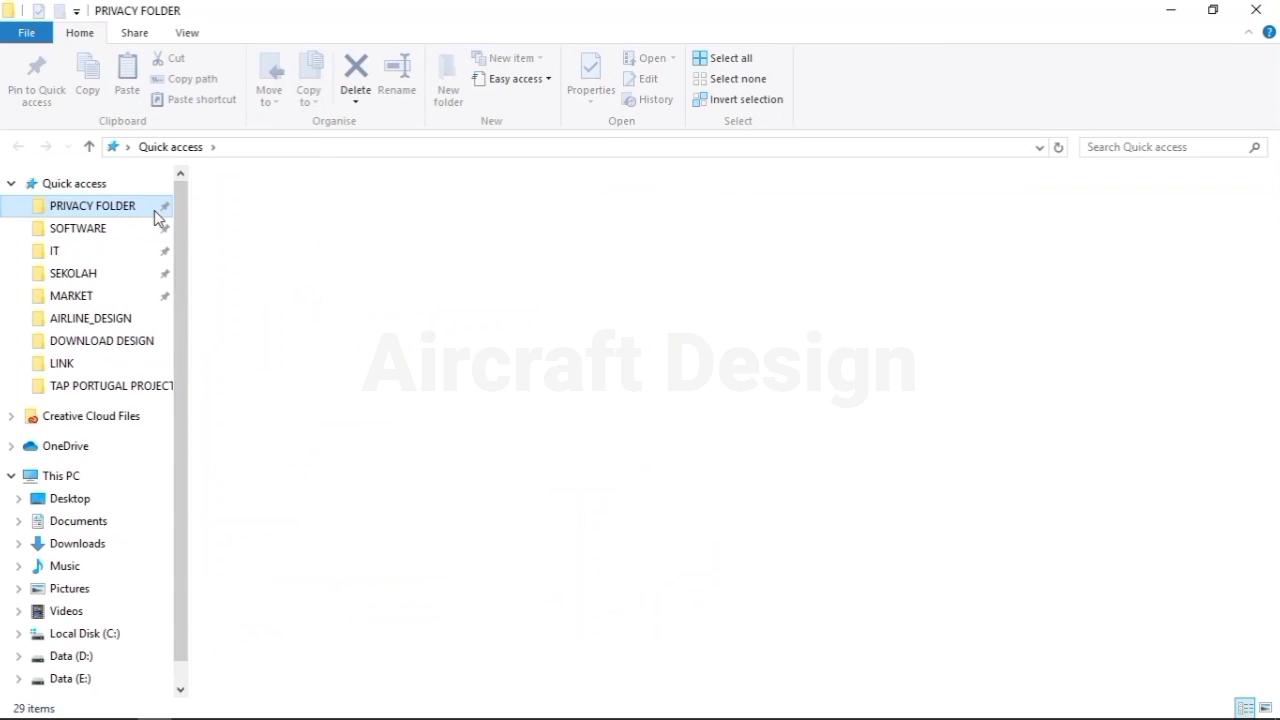 PRIVACY FOLDER
File Home Share View
Pin to Quick access
Copy
Paste
Cut
Copy path
Paste shortcut
Clipboard
Move to
Copy to
Delete
Rename
Organise
New folder
New item
Easy access
New
Properties
Open
Edit
History
Open
Select all
Select none
Invert selection
Select
Quick access
Search Quick access
Quick access
PRIVACY FOLDER
SOFTWARE
IT
SEKOLAH
MARKET
AIRLINE_DESIGN
DOWNLOAD DESIGN
LINK
TAP PORTUGAL PROJECT
Creative Cloud Files
OneDrive
This PC
Desktop
Documents
Downloads
Music
Pictures
Videos
Local Disk (C:)
Data (D:)
Data (E:)
Aircraft Design
29 items